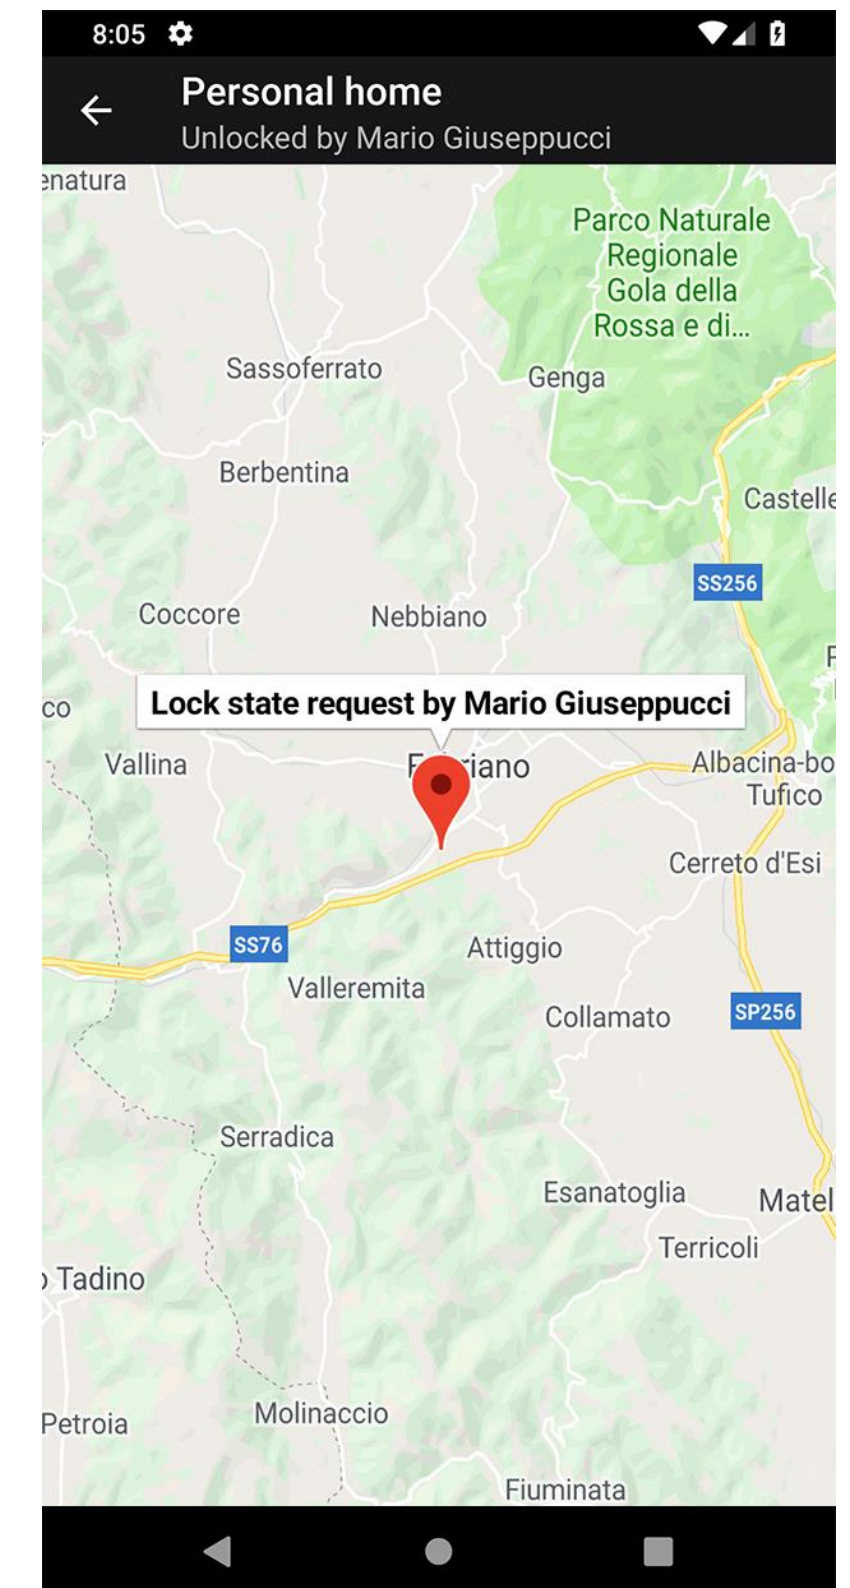 8:05
Personal home
Unlocked by Mario Giuseppucci
enatura
Parco Naturale
Regionale
Gola della
Rossa e di...
Sassoferrato
Genga
Berbentina
Castelle
SS256
Coccore
Nebbiano
Lock state request by Mario Giuseppucci
co
Vallina
iano
Albacina-bo
Tufico
Cerreto d'Esi
SS76
Attiggio
Valleremita
Collamato
SP256
Serradica
Esanatoglia
Matel
Terricoli
o Tadino
Petroia
Molinaccio
Fiuminata